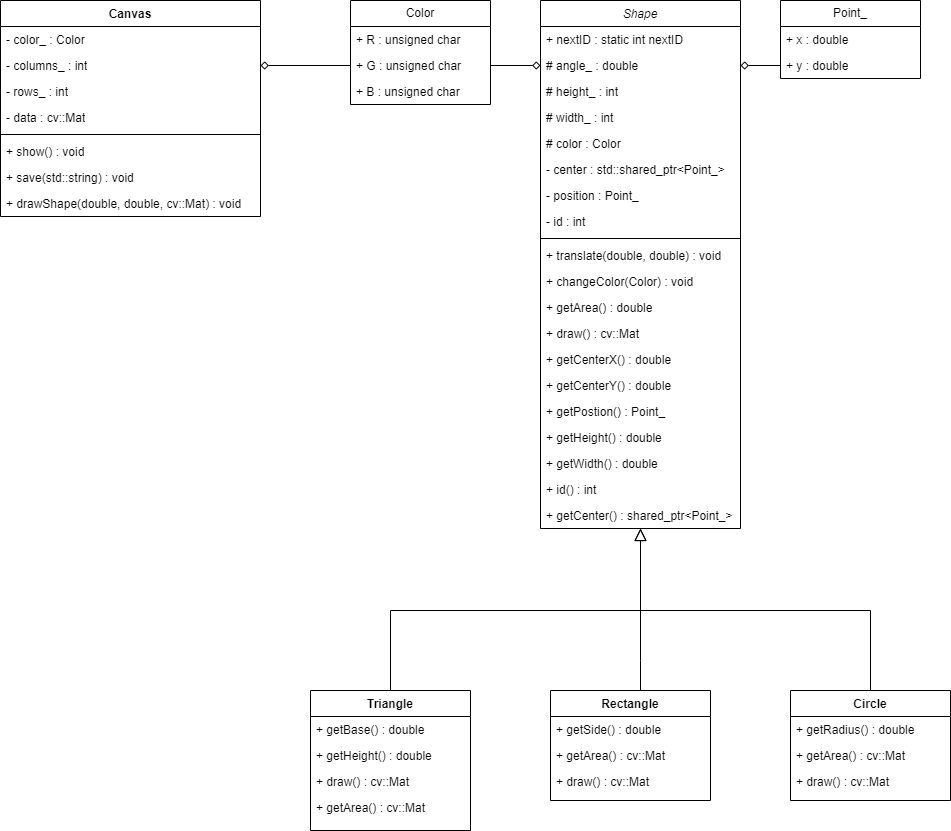 Canvas
- color_ : Color
- columns_ : int
- rows_ : int
- data : cv::Mat
+ show() : void
+ save(std::string) : void
+ drawShape(double, double, cv::Mat) : void
Color
+ R : unsigned char
+ G : unsigned char
+ B : unsigned char
Shape
+ nextID : static int nextID
# angle_ : double
# height_ : int
# width_ : int
# color : Color
- center : std::shared_ptr<Point_>
- position : Point_
- id : int
+ translate(double, double) : void
+ changeColor(Color) : void
+ getArea() : double
+ draw() : cv::Mat
+ getCenterX() : double
+ getCenterY() : double
+ getPostion() : Point_
+ getHeight() : double
+ getWidth() : double
+ id() : int
+ getCenter() : shared_ptr<Point_>
Point_
+ x : double
+ y : double
Triangle
+ getBase() : double
+ getHeight() : double
+ draw() : cv::Mat
+ getArea() : cv::Mat
Rectangle
+ getSide() : double
+ getArea() : cv::Mat
+ draw() : cv::Mat
Circle
+ getRadius() : double
+ getArea() : cv::Mat
+ draw() : cv::Mat